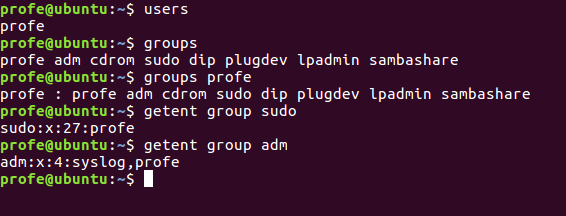 profe@ubuntu:~$ users
profe
profe@ubuntu:~$ groups
profe adm cdrom sudo dip plugdev lpadmin sambashare
profe@ubuntu:~$ groups profe
profe : profe adm cdrom sudo dip plugdev lpadmin sambashare
profe@ubuntu:~$ getent group sudo
sudo:x:27:profe
profe@ubuntu:~$ getent group adm
adm:x:4:syslog,profe
profe@ubuntu:~$